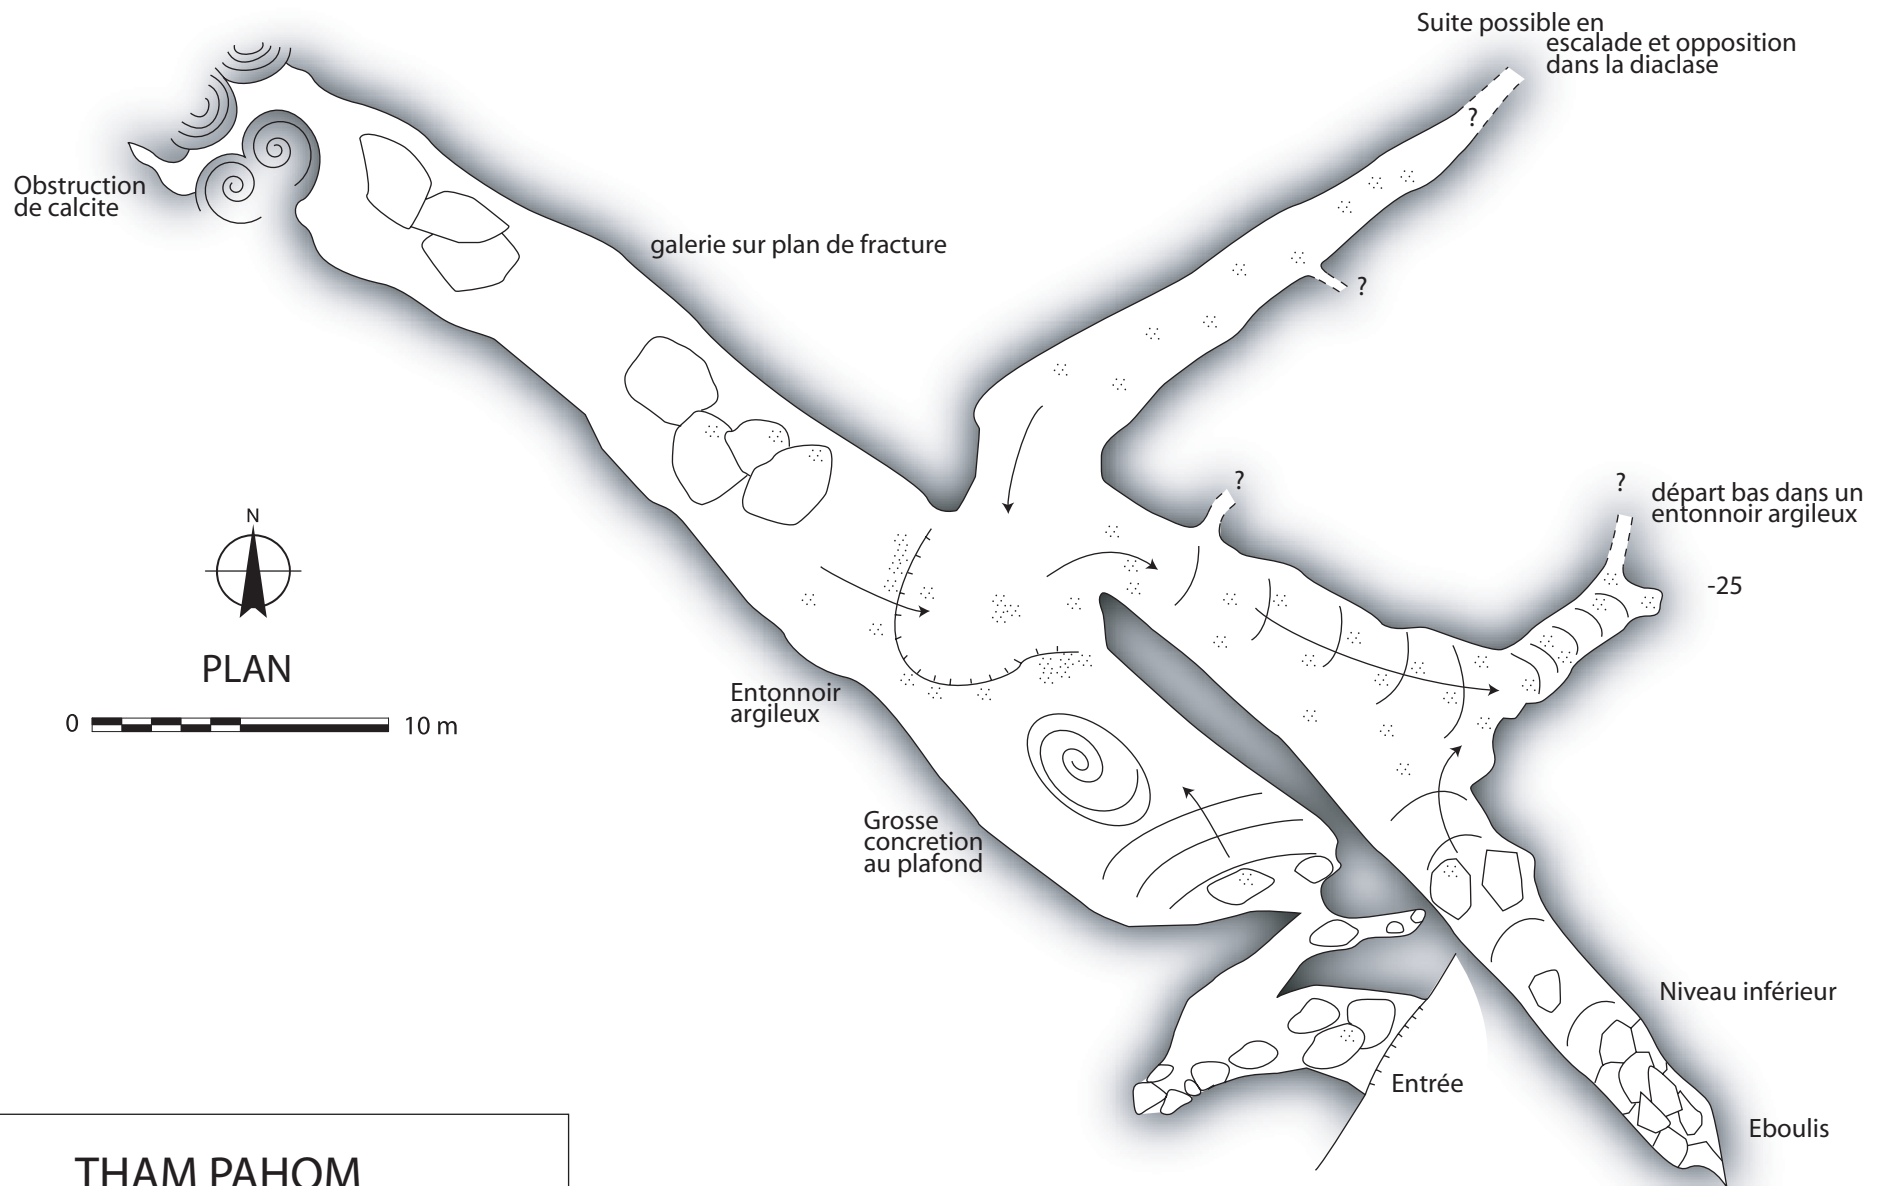 Suite possible en
escalade et opposition
dans la diaclase
?
Obstruction
de calcite
galerie sur plan de fracture
?
?
?
départ bas dans un
entonnoir argileux
N
-25
PLAN
0 10 m
Entonnoir
argileux
Grosse
concretion
au plafond
Niveau inférieur
Entrée
Eboulis
THAM PAHOM